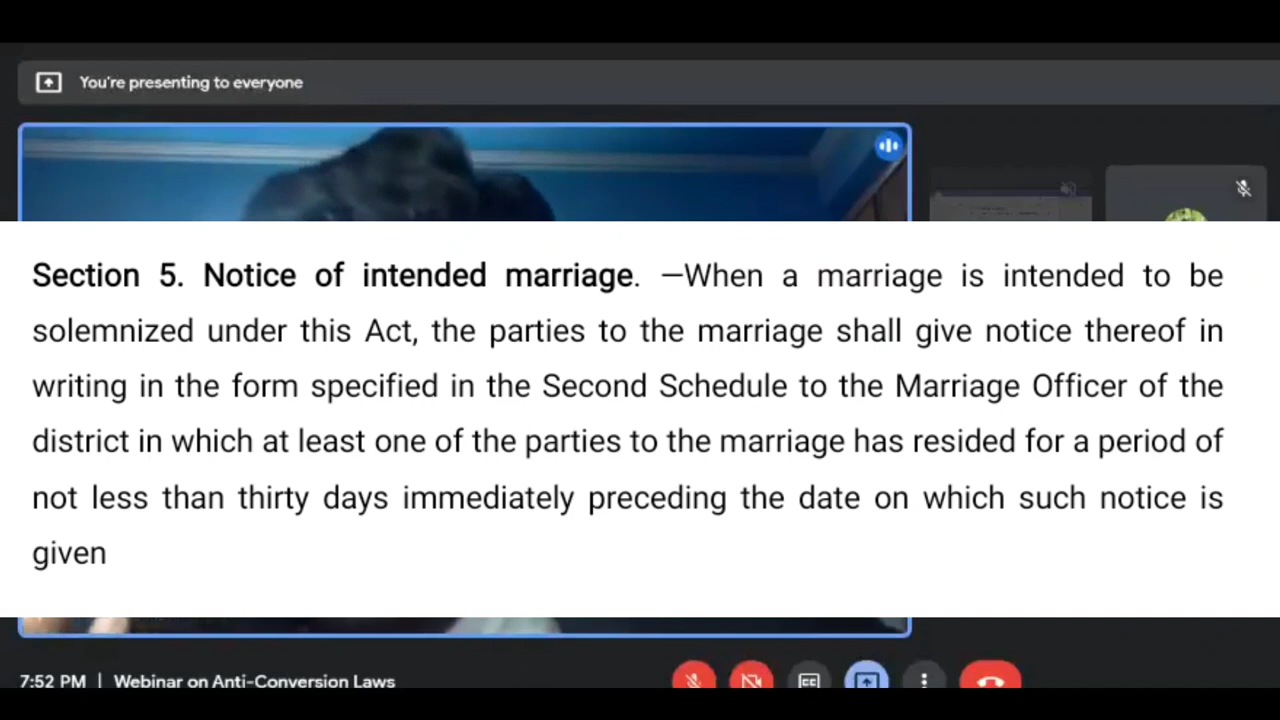 You're presenting to everyone
Section 5. Notice of intended marriage. —When a marriage is intended to be
solemnized under this Act, the parties to the marriage shall give notice thereof in
writing in the form specified in the Second Schedule to the Marriage Officer of the
district in which at least one of the parties to the marriage has resided for a period of
not less than thirty days immediately preceding the date on which such notice is
given
7:52 PM | Webinar on Anti-Conversion Laws